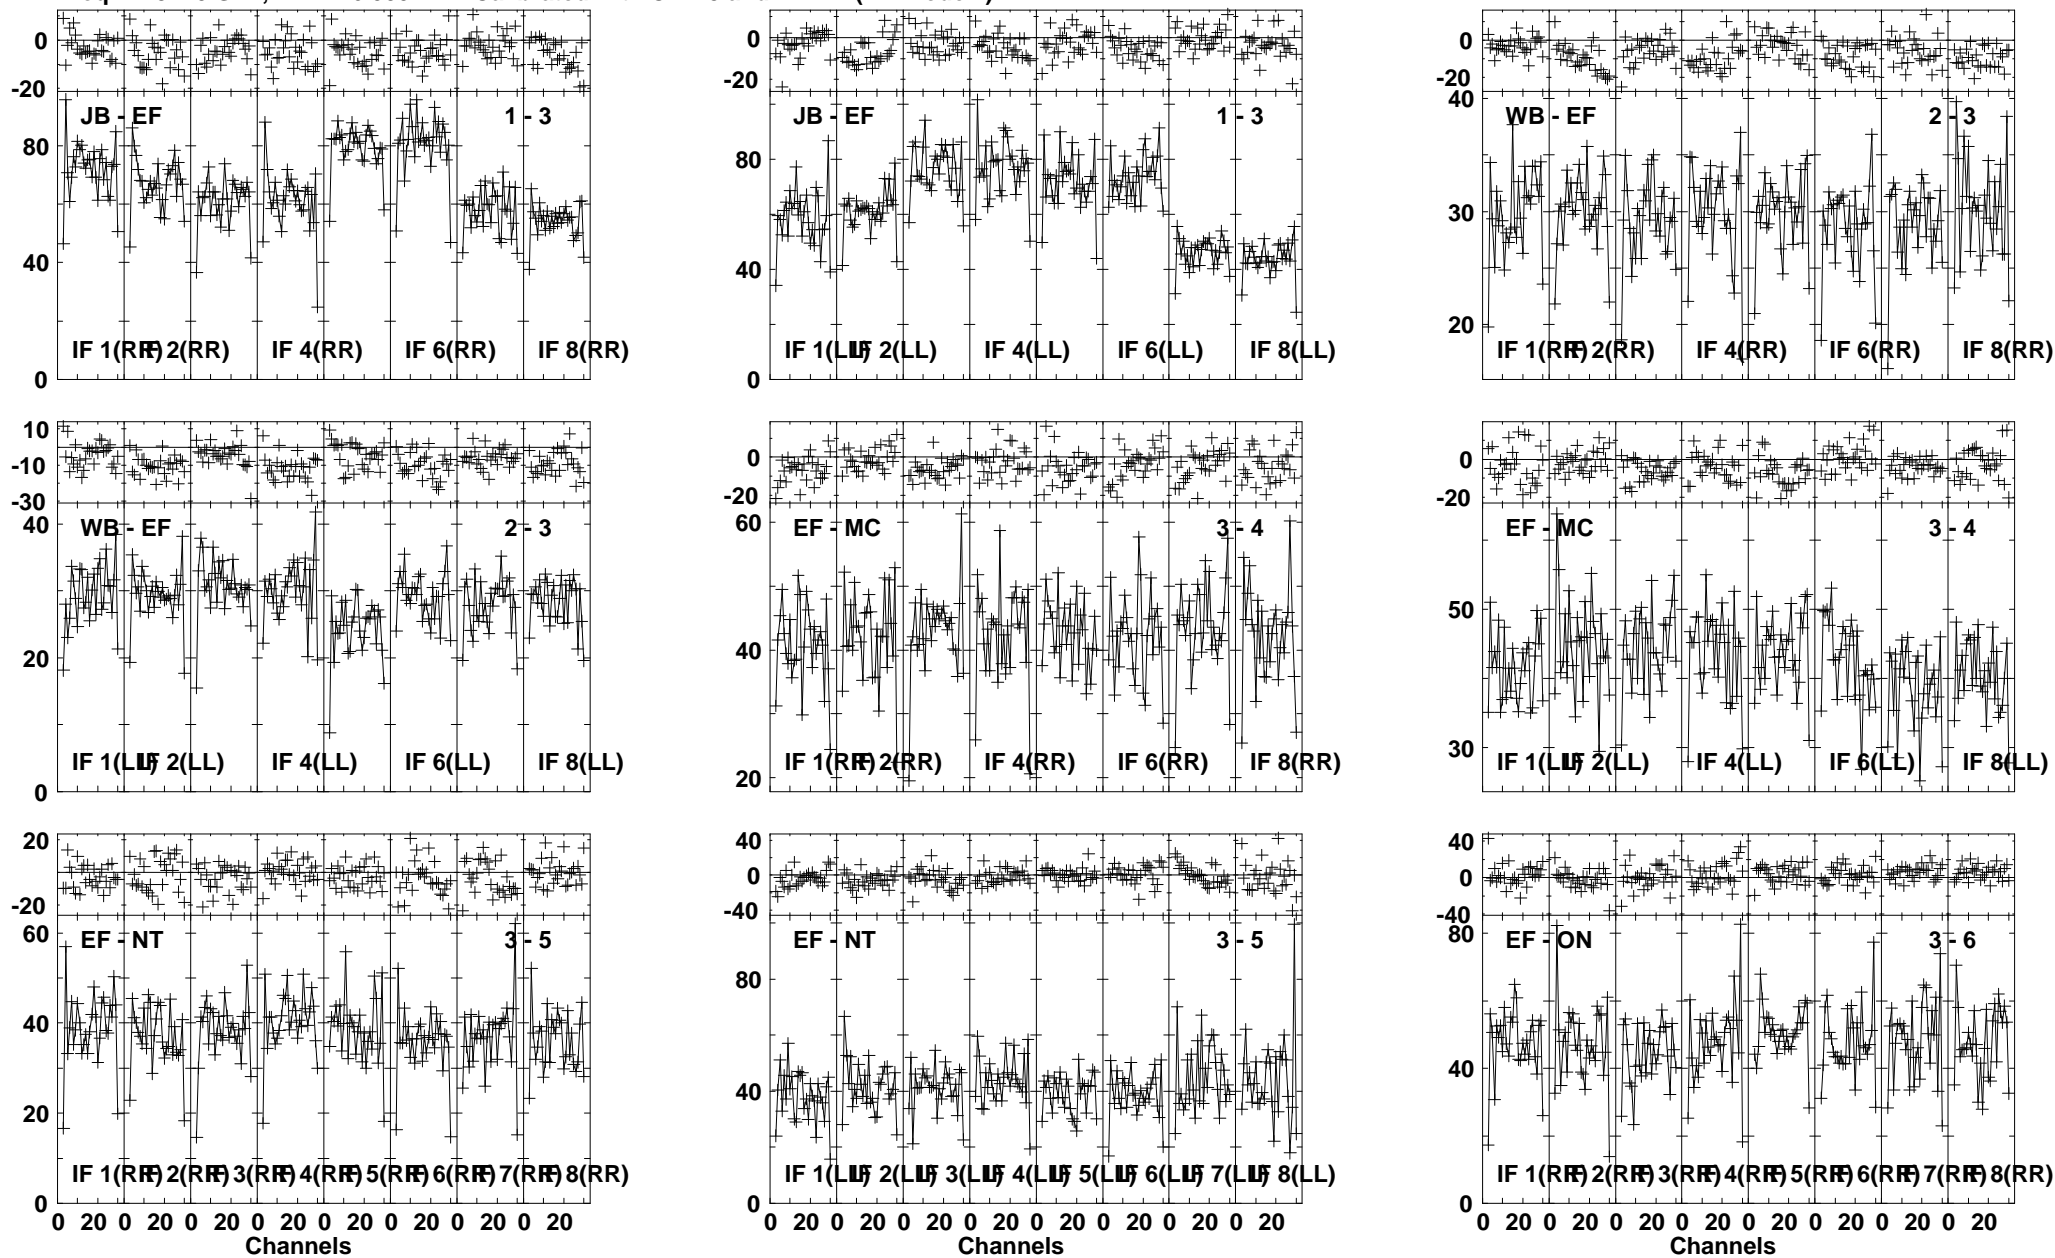 0
-20
JB - EF
1 - 3
80
40
0
IF 1(RR)
IF 2(RR)
IF 4(RR)
IF 6(RR)
IF 8(RR)
0
-20
JB - EF
1 - 3
80
40
0
IF 1(LL)
IF 2(LL)
IF 4(LL)
IF 6(LL)
IF 8(LL)
0
-20
40
WB - EF
2 - 3
30
20
IF 1(RR)
IF 2(RR)
IF 4(RR)
IF 6(RR)
IF 8(RR)
10
-10
-30
40
WB - EF
2 - 3
20
0
IF 1(LL)
IF 2(LL)
IF 4(LL)
IF 6(LL)
IF 8(LL)
0
-20
60
EF - MC
3 - 4
40
20
IF 1(RR)
IF 2(RR)
IF 4(RR)
IF 6(RR)
IF 8(RR)
0
-20
EF - MC
3 - 4
50
30
IF 1(LL)
IF 2(LL)
IF 4(LL)
IF 6(LL)
IF 8(LL)
20
-20
60
EF - NT
3 - 5
40
20
0
IF 1(RR)
IF 2(RR)
IF 3(RR)
IF 4(RR)
IF 5(RR)
IF 6(RR)
IF 7(RR)
IF 8(RR)
0 20 0 20 0 20 0 20 0 20 0 20 0 20 0 20
Channels
40
0
-40
EF - NT
3 - 5
80
40
0
IF 1(LL)
IF 2(LL)
IF 3(LL)
IF 4(LL)
IF 5(LL)
IF 6(LL)
IF 7(LL)
IF 8(LL)
0 20 0 20 0 20 0 20 0 20 0 20 0 20 0 20
Channels
40
0
-40
80
EF - ON
3 - 6
40
0
IF 1(RR)
IF 2(RR)
IF 3(RR)
IF 4(RR)
IF 5(RR)
IF 6(RR)
IF 7(RR)
IF 8(RR)
0 20 0 20 0 20 0 20 0 20 0 20 0 20 0 20
Channels